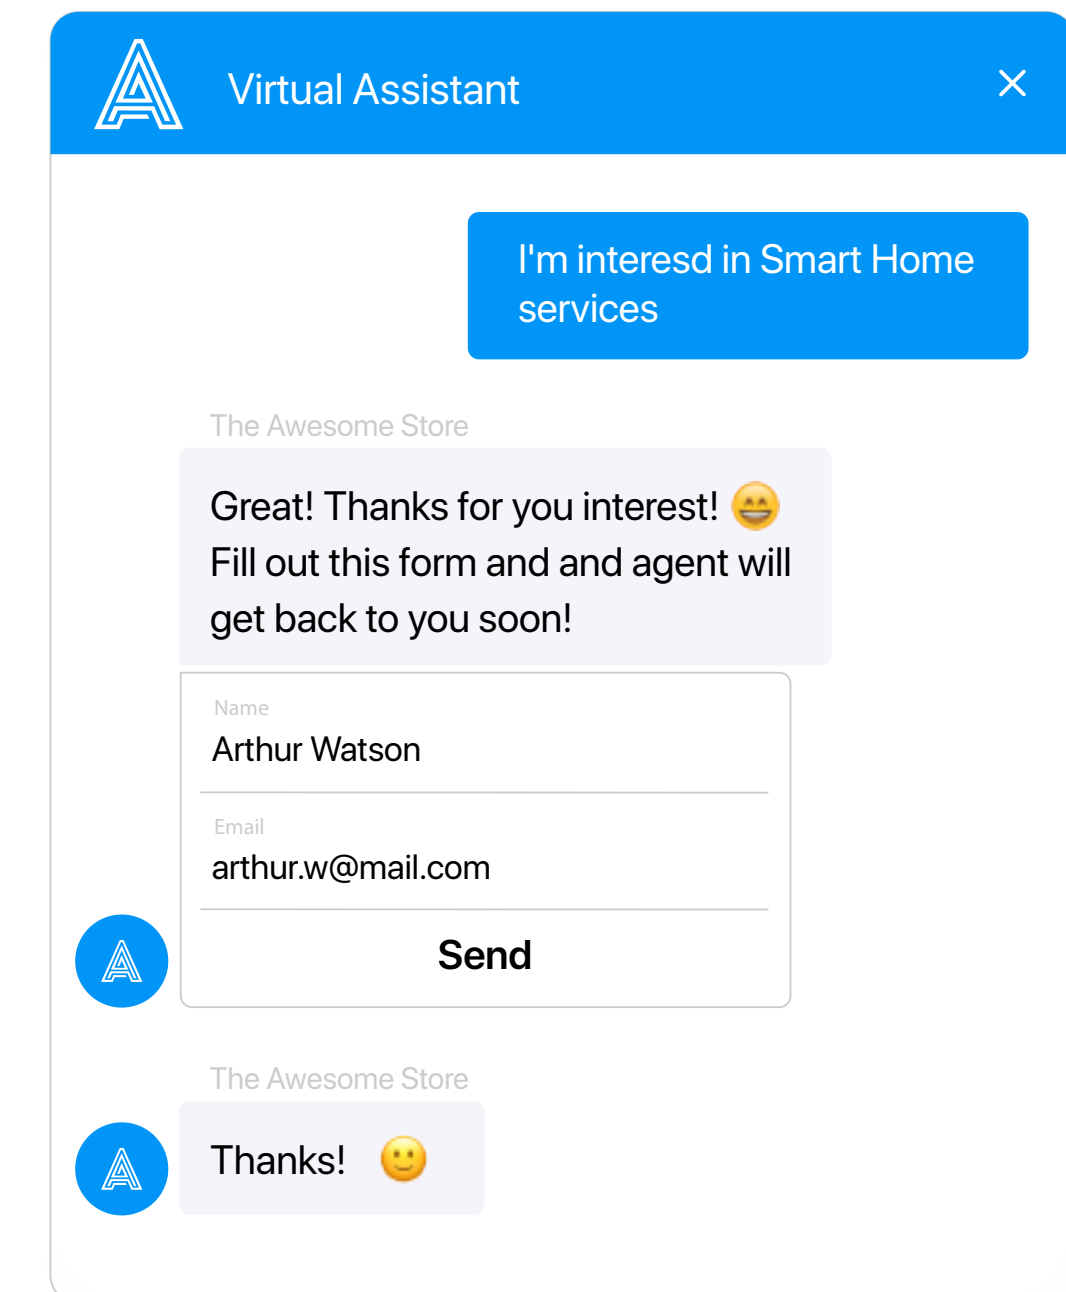 Virtual Assistant
I'm interesd in Smart Home
services
The Awesome Store
Great! Thanks for you interest! 😄
Fill out this form and and agent will
get back to you soon!
Name
Arthur Watson
Email
arthur.w@mail.com
Send
The Awesome Store
Thanks! 🙂